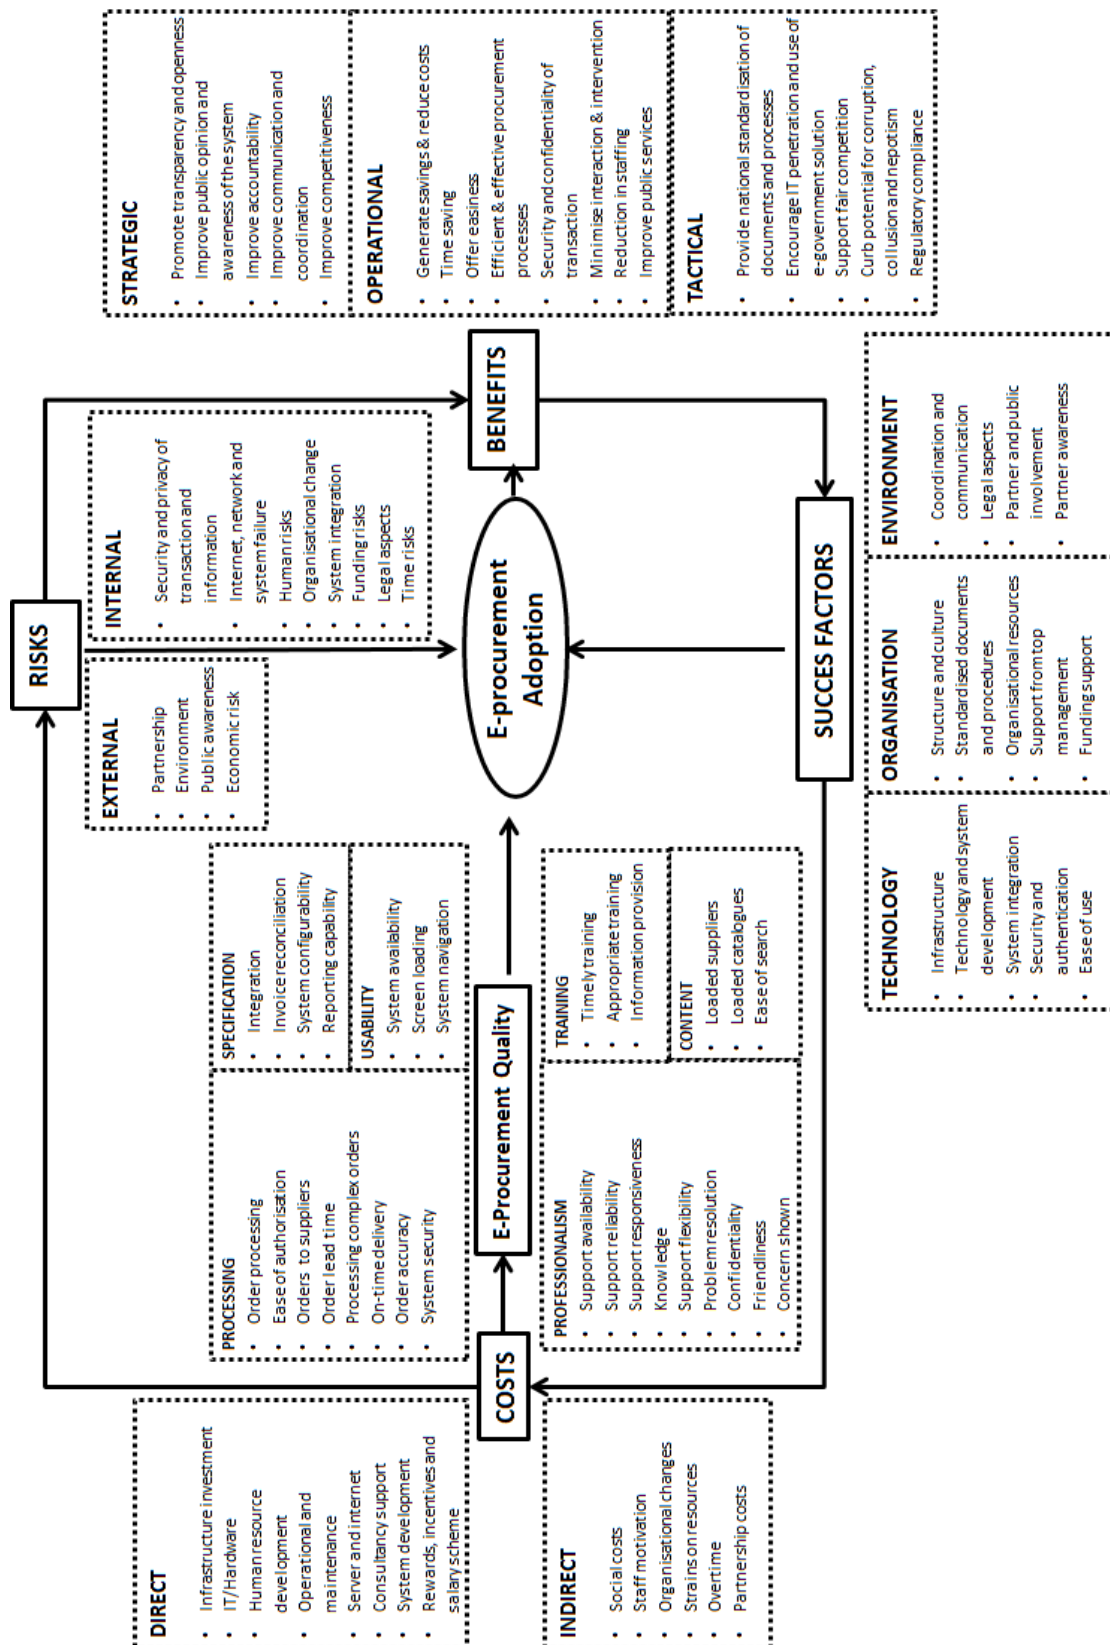 RISKS
EXTERNAL
• Partnership
• Environment
• Public awareness
• Economic risk
INTERNAL
• Security and privacy of
transaction and
information
• Internet, network and
system failure
• Human risks
• Organisational change
• System integration
• Funding risks
• Legal aspects
• Time risks
DIRECT
• Infrastructure investment
• IT/Hardware
• Human resource
development
• Operational and
maintenance
• Server and internet
• Consultancy support
• System development
• Rewards, incentives and
salary scheme
COSTS
INDIRECT
• Social costs
• Staff motivation
• Organisational changes
• Strains on resources
• Overtime
• Partnership costs
PROCESSING
• Order processing
• Ease of authorisation
• Orders to suppliers
• Order lead time
• Processing complex orders
• On-time delivery
• Order accuracy
• System security
SPECIFICATION
• Integration
• Invoice reconciliation
• System configurability
• Reporting capability
USABILITY
• System availability
• Screen loading
• System navigation
E-Procurement Quality
PROFESSIONALISM
• Support availability
• Support reliability
• Support responsiveness
• Knowledge
• Support flexibility
• Problem resolution
• Confidentiality
• Friendliness
• Concern shown
TRAINING
• Timely training
• Appropriate training
• Information provision
CONTENT
• Loaded suppliers
• Loaded catalogues
• Ease of search
E-procurement
Adoption
BENEFITS
STRATEGIC
• Promote transparency and openness
• Improve public opinion and
awareness of the system
• Improve accountability
• Improve communication and
coordination
• Improve competitiveness
OPERATIONAL
• Generate savings & reduce costs
• Time saving
• Offer easiness
• Efficient & effective procurement
processes
• Security and confidentiality of
transaction
• Minimise interaction & intervention
• Reduction in staffing
• Improve public services
TACTICAL
• Provide national standardisation of
documents and processes
• Encourage IT penetration and use of
e-government solution
• Support fair competition
• Curb potential for corruption,
collusion and nepotism
• Regulatory compliance
SUCCES FACTORS
TECHNOLOGY
• Infrastructure
• Technology and system
development
• System integration
• Security and
authentication
• Ease of use
ORGANISATION
• Structure and culture
• Standardised documents
and procedures
• Organisational resources
• Support from top
management
• Funding support
ENVIRONMENT
• Coordination and
communication
• Legal aspects
• Partner and public
involvement
• Partner awareness